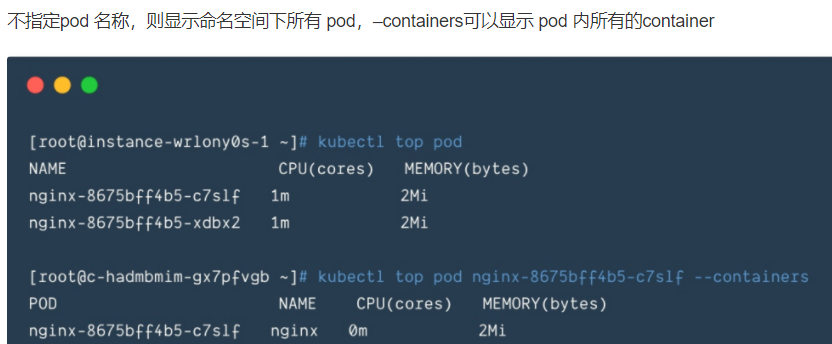 不指定pod 名称，则显示命名空间下所有 pod，–containers可以显示 pod 内所有的container
[root@instance-wrlony0s-1 ~]# kubectl top pod
NAME CPU(cores) MEMORY(bytes)
nginx-8675bff4b5-c7slf 1m 2Mi
nginx-8675bff4b5-xdbx2 1m 2Mi
[root@c-hadmbmim-gx7pfvgb ~]# kubectl top pod nginx-8675bff4b5-c7slf --containers
POD NAME CPU(cores) MEMORY(bytes)
nginx-8675bff4b5-c7slf nginx 0m 2Mi